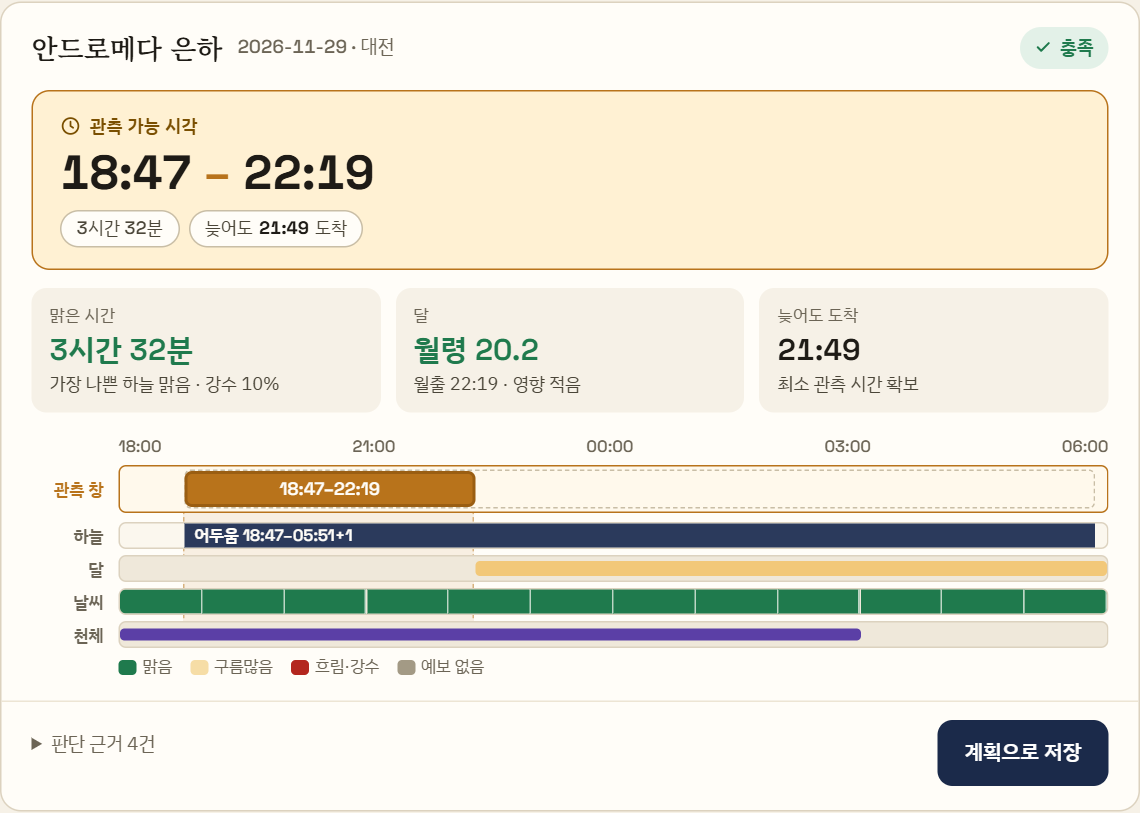 안드로메다 은하 2026-11-29 · 대전
✓ 충족
관측 가능 시각
18:47 – 22:19
3시간 32분
늦어도 21:49 도착
맑은 시간
3시간 32분
가장 나쁜 하늘 맑음 · 강수 10%
달
월령 20.2
월출 22:19 · 영향 적음
늦어도 도착
21:49
최소 관측 시간 확보
18:00 21:00 00:00 03:00 06:00
관측 창 18:47–22:19
하늘 어두움 18:47–05:51+1
달
날씨
천체
맑음 구름많음 흐림·강수 예보 없음
▶ 판단 근거 4건
계획으로 저장